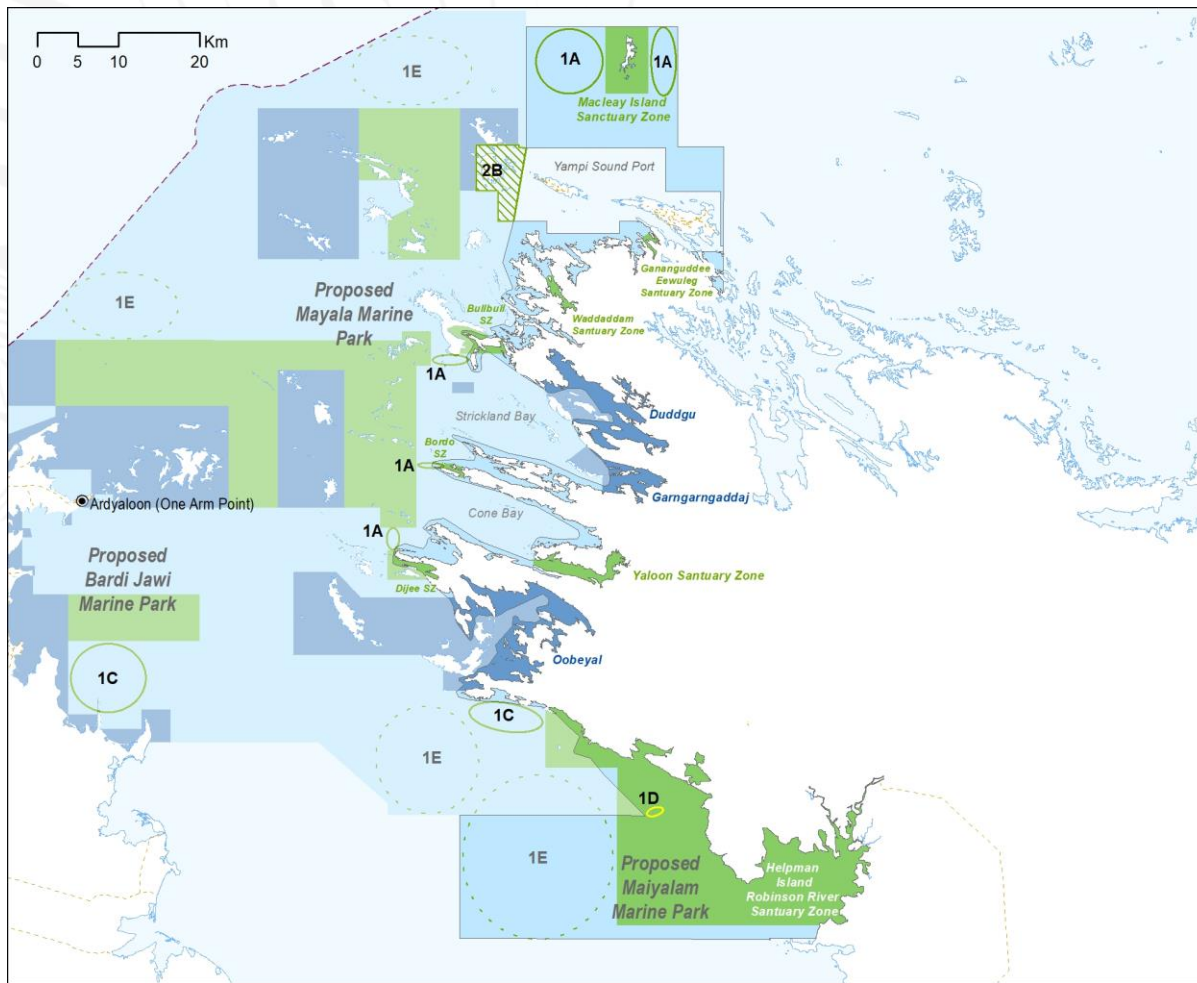 Km
0 5 10 20
1E
1A
1A
Macleay Island
Sanctuary Zone
2B
Yampi Sound Port
1E
Proposed
Mayala Marine
Park
Gananguddee
Eewuleg
Santuary Zone
Bullbull
SZ
Waddaddam
Santuary Zone
1A
Strickland Bay
Duddgu
Bordo
SZ
1A
Garngarngaddaj
Ardyaloon (One Arm Point)
Cone Bay
1A
Proposed
Bardi Jawi
Marine Park
Dijee SZ
Yaloon Santuary Zone
Oobeyal
1C
1C
1E
1D
1E
Proposed
Maiyalam
Marine Park
Helpman
Island
Robinson River
Santuary Zone